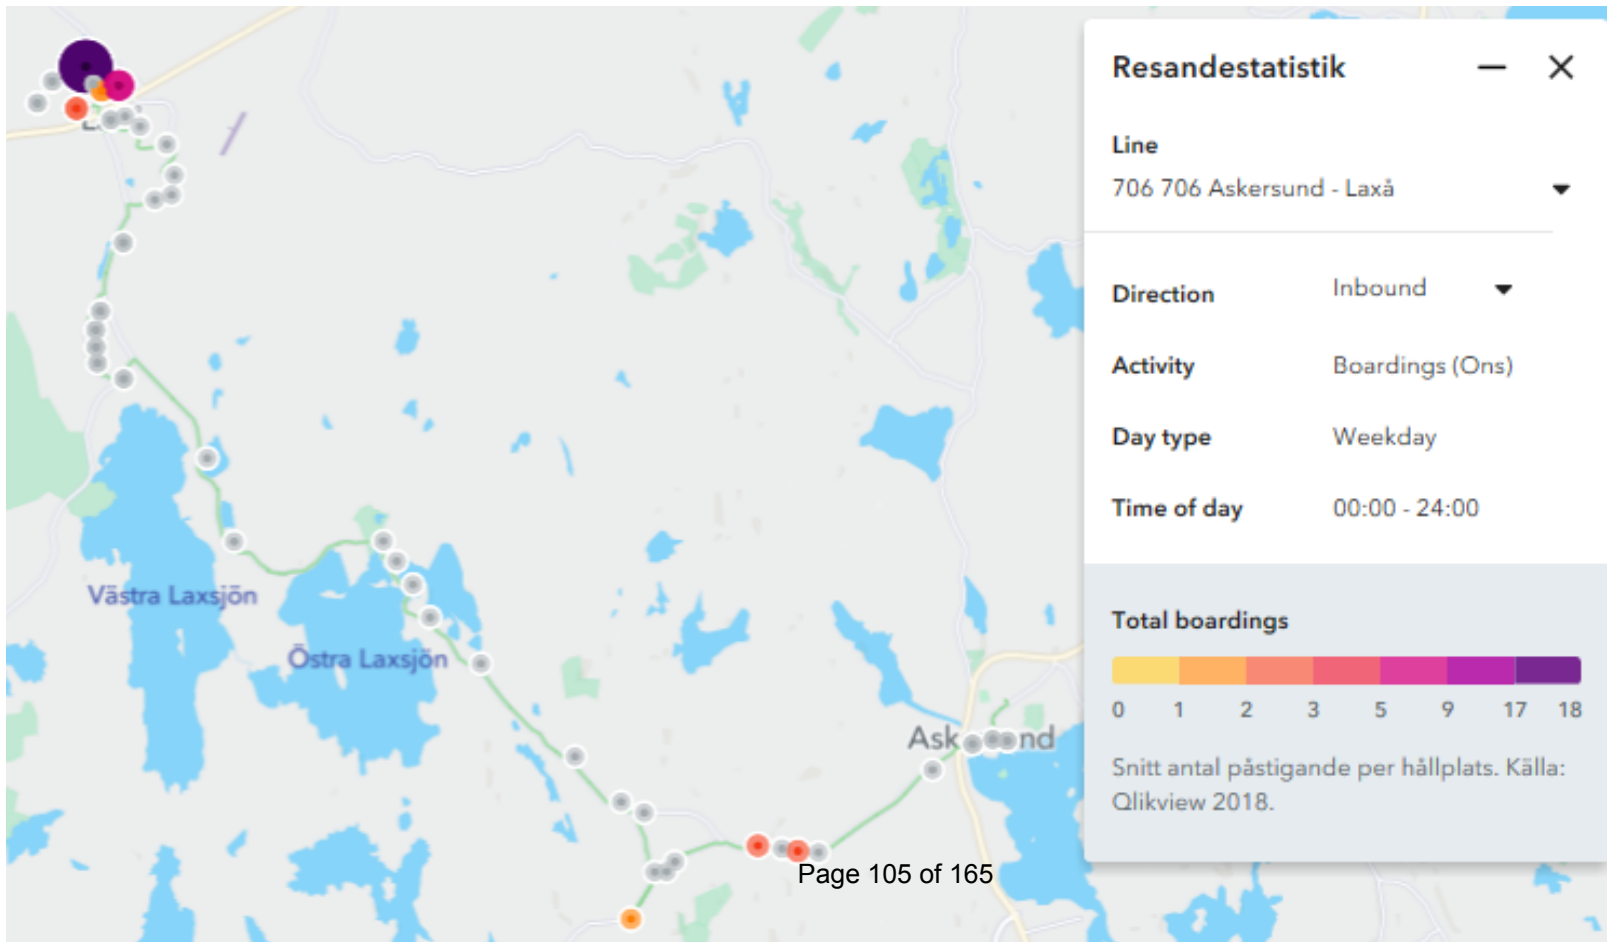 Resandestatistik
Line
706 706 Askersund - Laxå
Direction Inbound
Activity Boardings (Ons)
Day type Weekday
Time of day 00:00 - 24:00
Total boardings
0 1 2 3 5 9 17 18
Snitt antal påstigande per hållplats. Källa:
Qlikview 2018.
Västra Laxsjön
Östra Laxsjön
Ask nd
Page 105 of 165